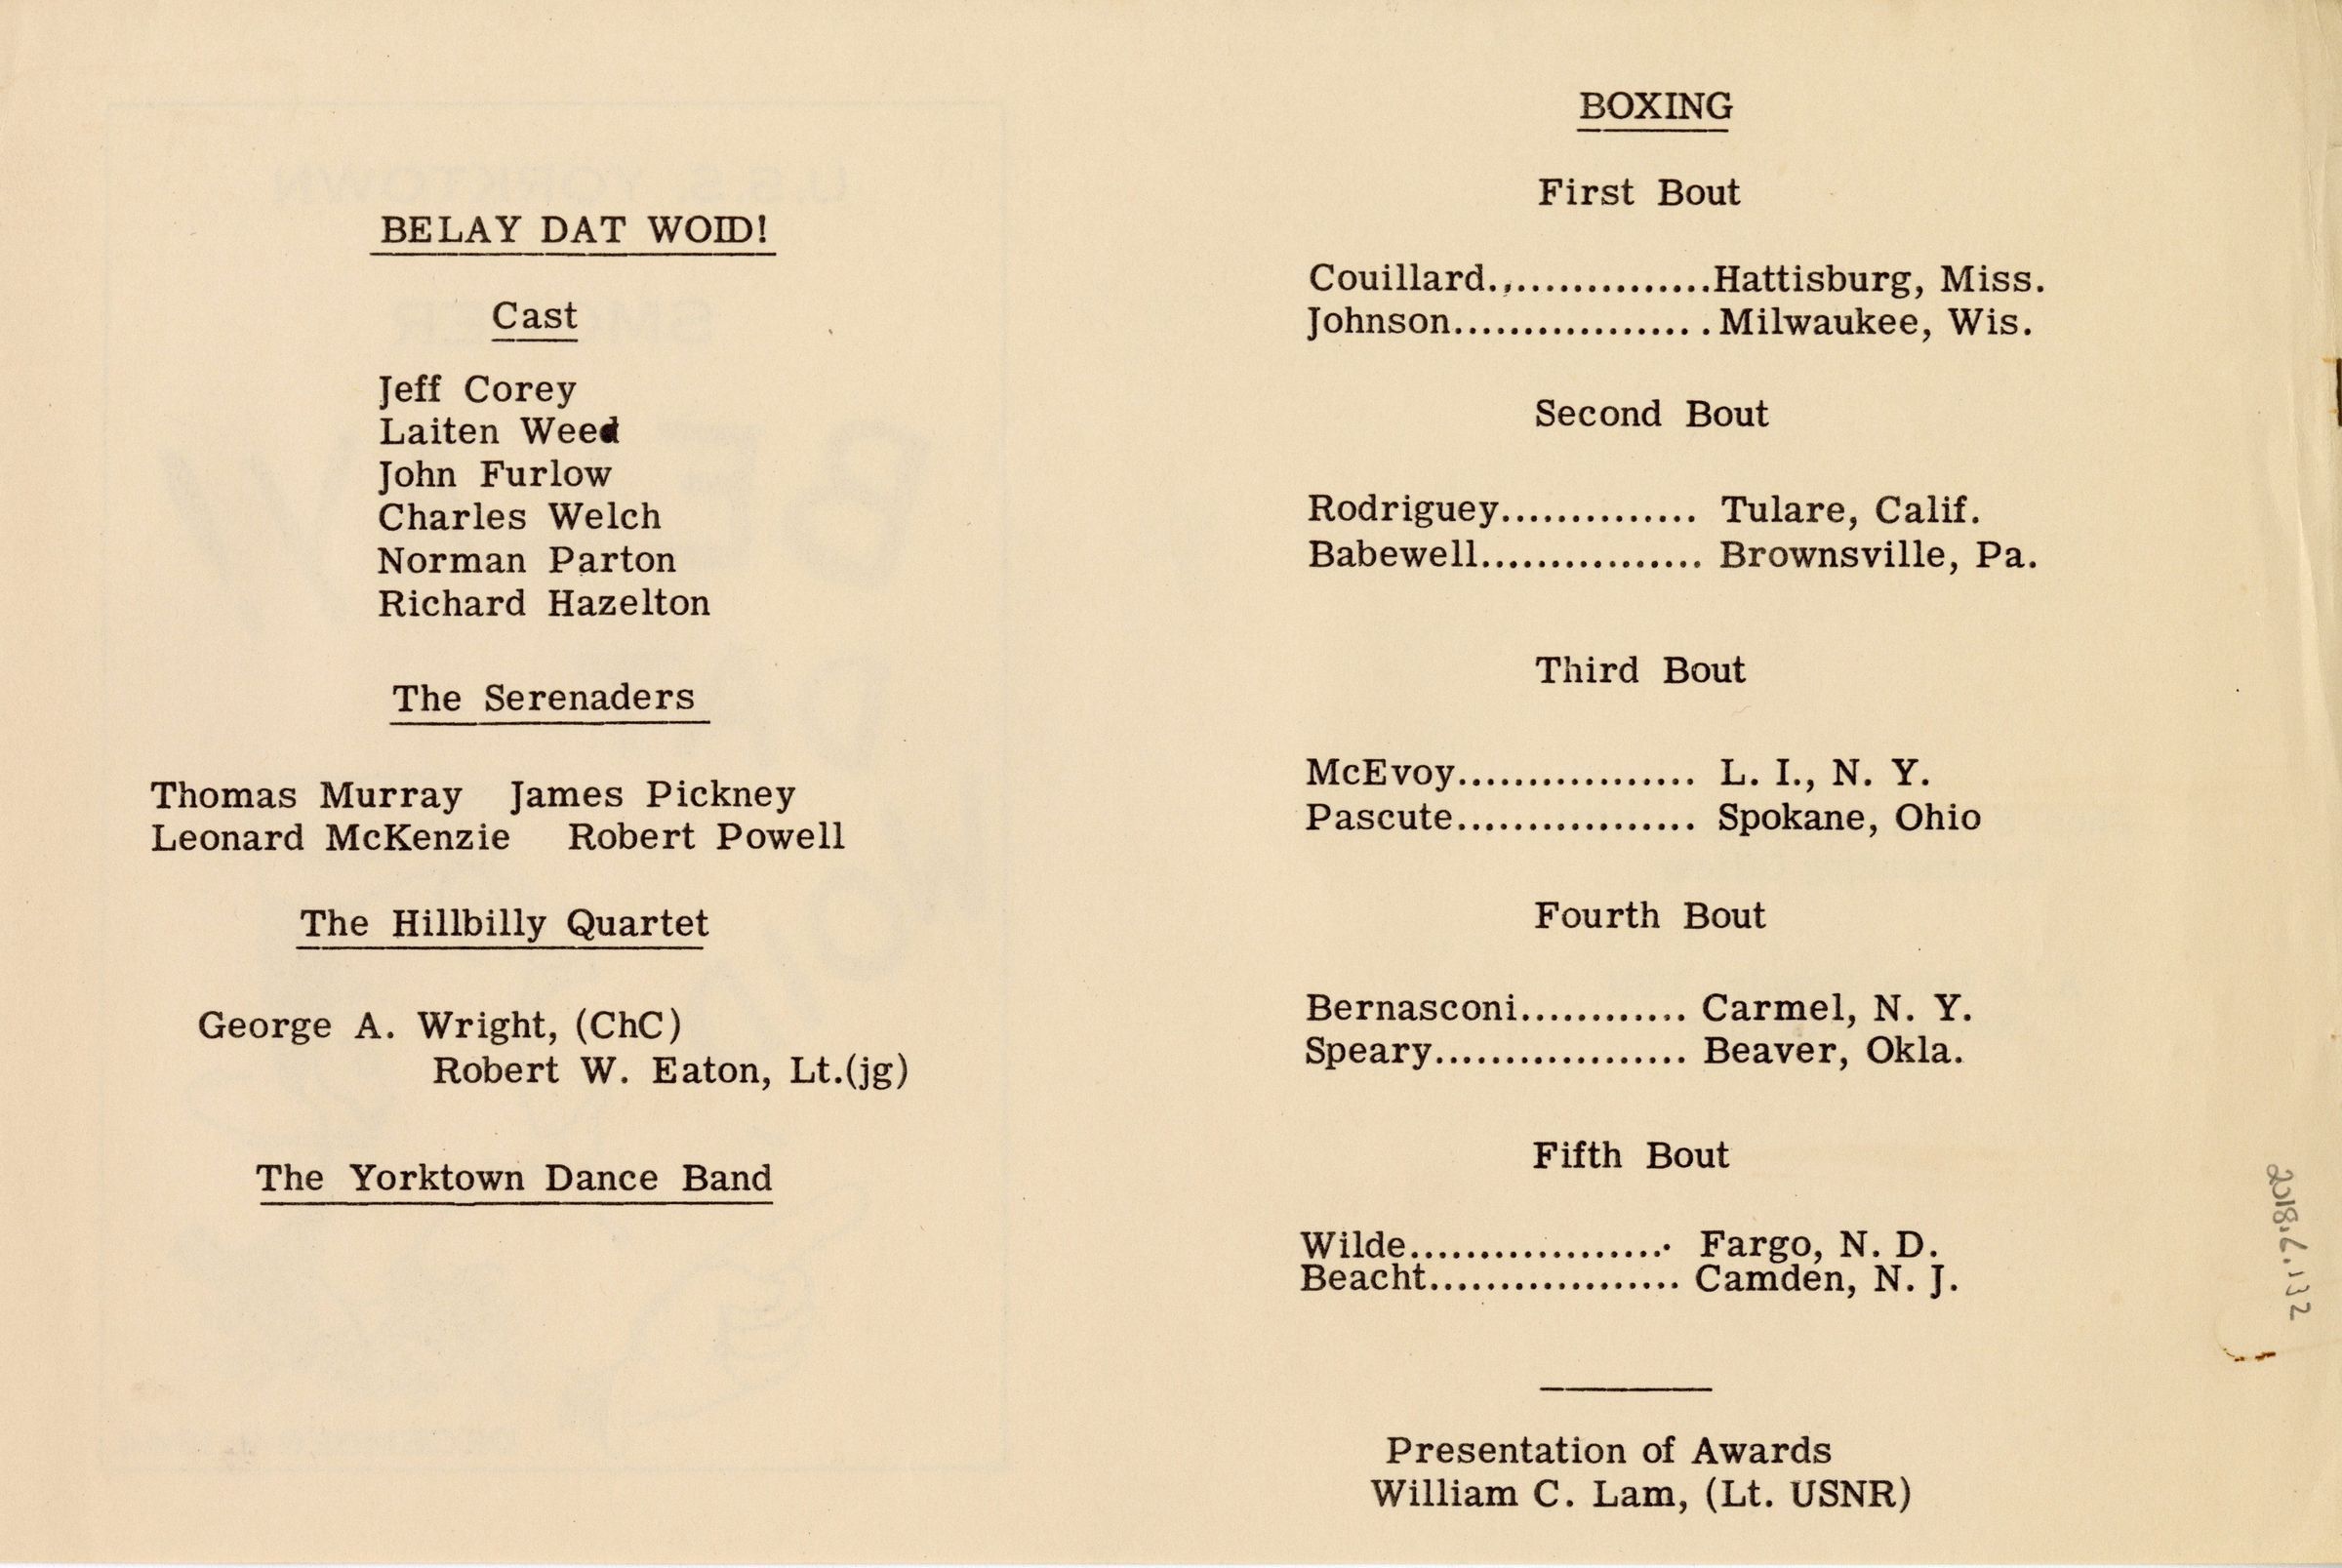 BELAY DAT WOID!
Cast
Jeff Corey
Laiten Weed
John Furlow
Charles Welch
Norman Parton
Richard Hazelton
The Serenaders
Thomas Murray James Pickney
Leonard McKenzie Robert Powell
The Hillbilly Quartet
George A. Wright, (ChC)
Robert W. Eaton, Lt.(jg)
The Yorktown Dance Band
BOXING
First Bout
Couillard.,...............Hattisburg, Miss.
Johnson.................. .Milwaukee, Wis.
Second Bout
Rodriguey.............. Tulare, Calif.
Babewell................ Brownsville, Pa.
Third Bout
McEvoy................. L. I., N. Y.
Pascute................. Spokane, Ohio
Fourth Bout
Bernasconi............ Carmel, N. Y.
Speary.................. Beaver, Okla.
Fifth Bout
Wilde................... Fargo, N. D.
Beacht.................. Camden, N. J.
Presentation of Awards
William C. Lam, (Lt. USNR)
U.S.S. YORKTOWN